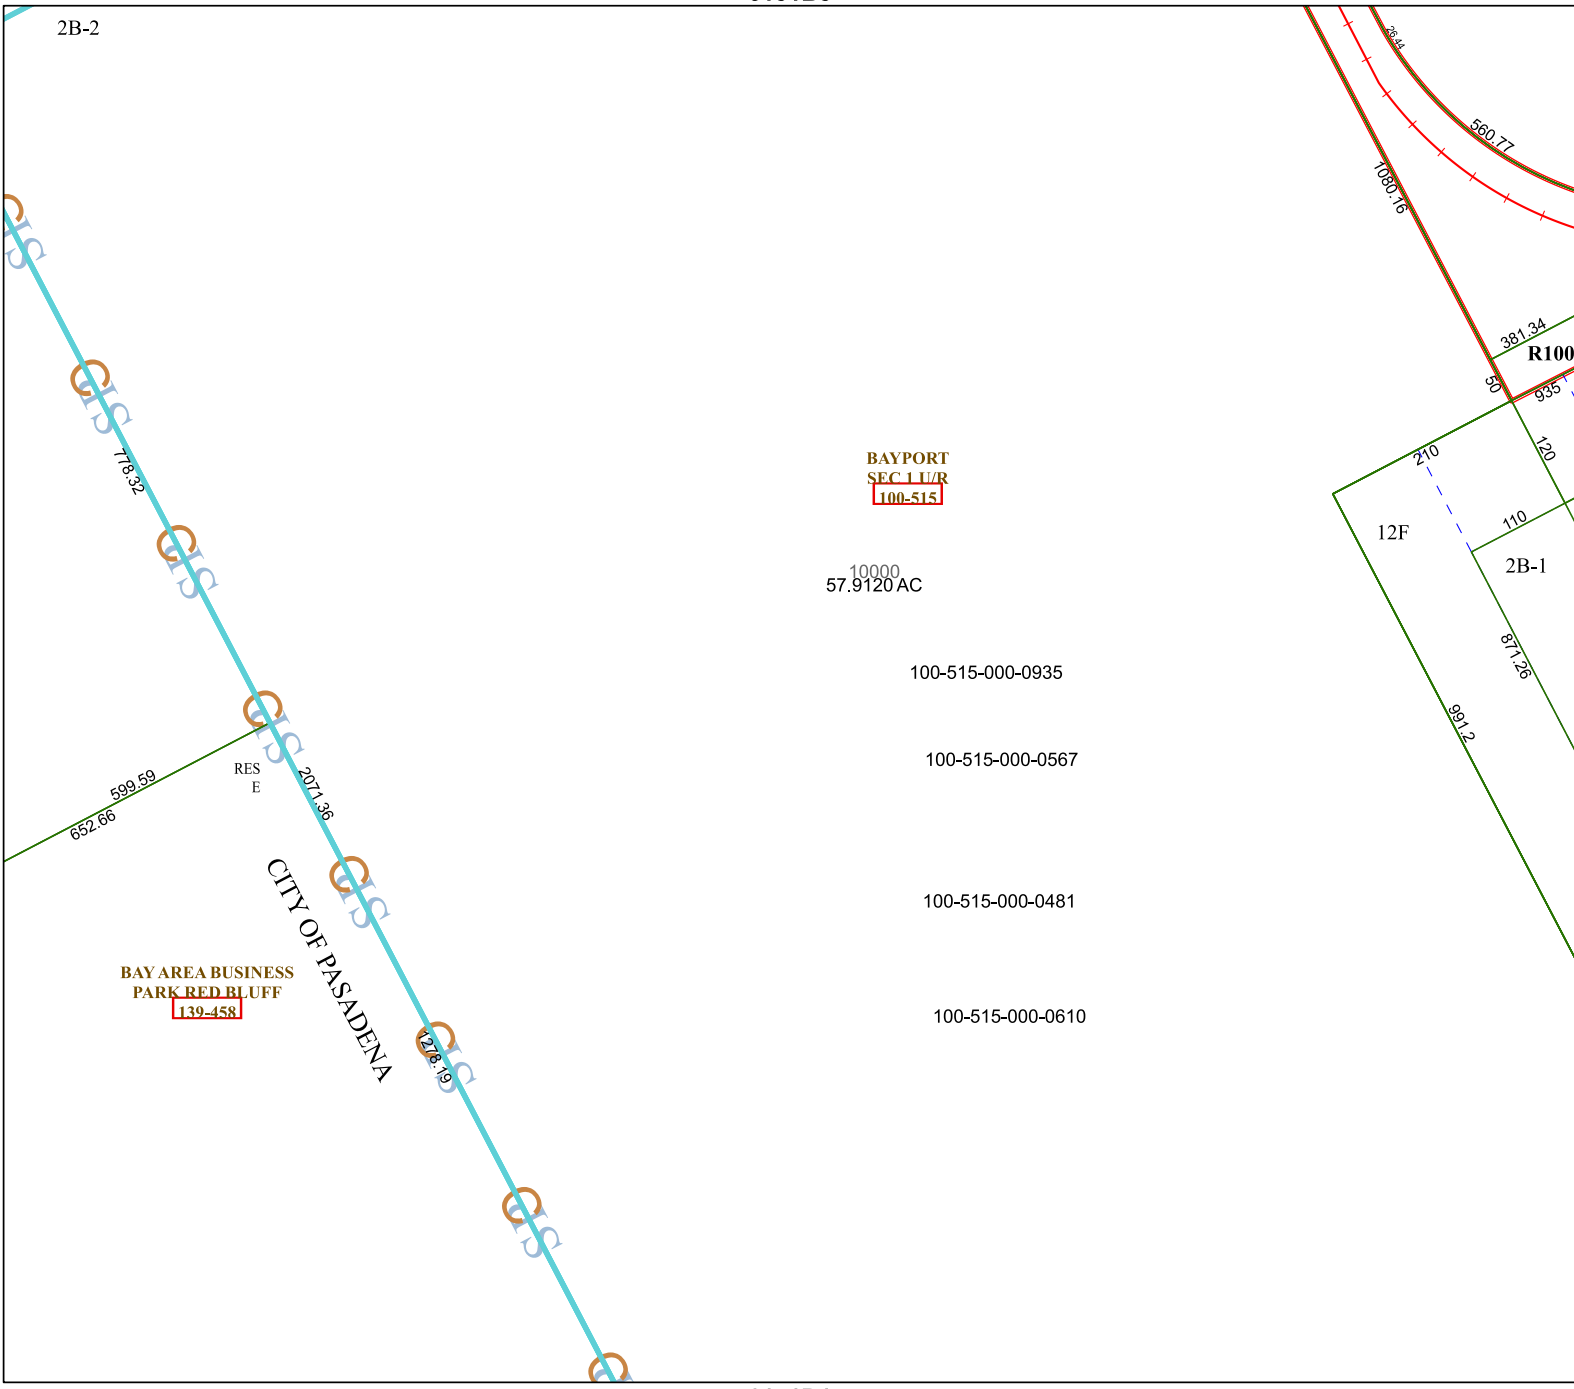 2B-2
26.44
560.77
1080.16
381.34
R100
50
935
210
120
110
12F
2B-1
871.26
991.2
778.32
BAYPORT
SEC 1 U/R
100-515
10000
57.9120 AC
100-515-000-0935
100-515-000-0567
100-515-000-0481
100-515-000-0610
599.59
652.66
RES
E
2071.36
CITY OF PASADENA
BAY AREA BUSINESS
PARK RED BLUFF
139-458
1278.19